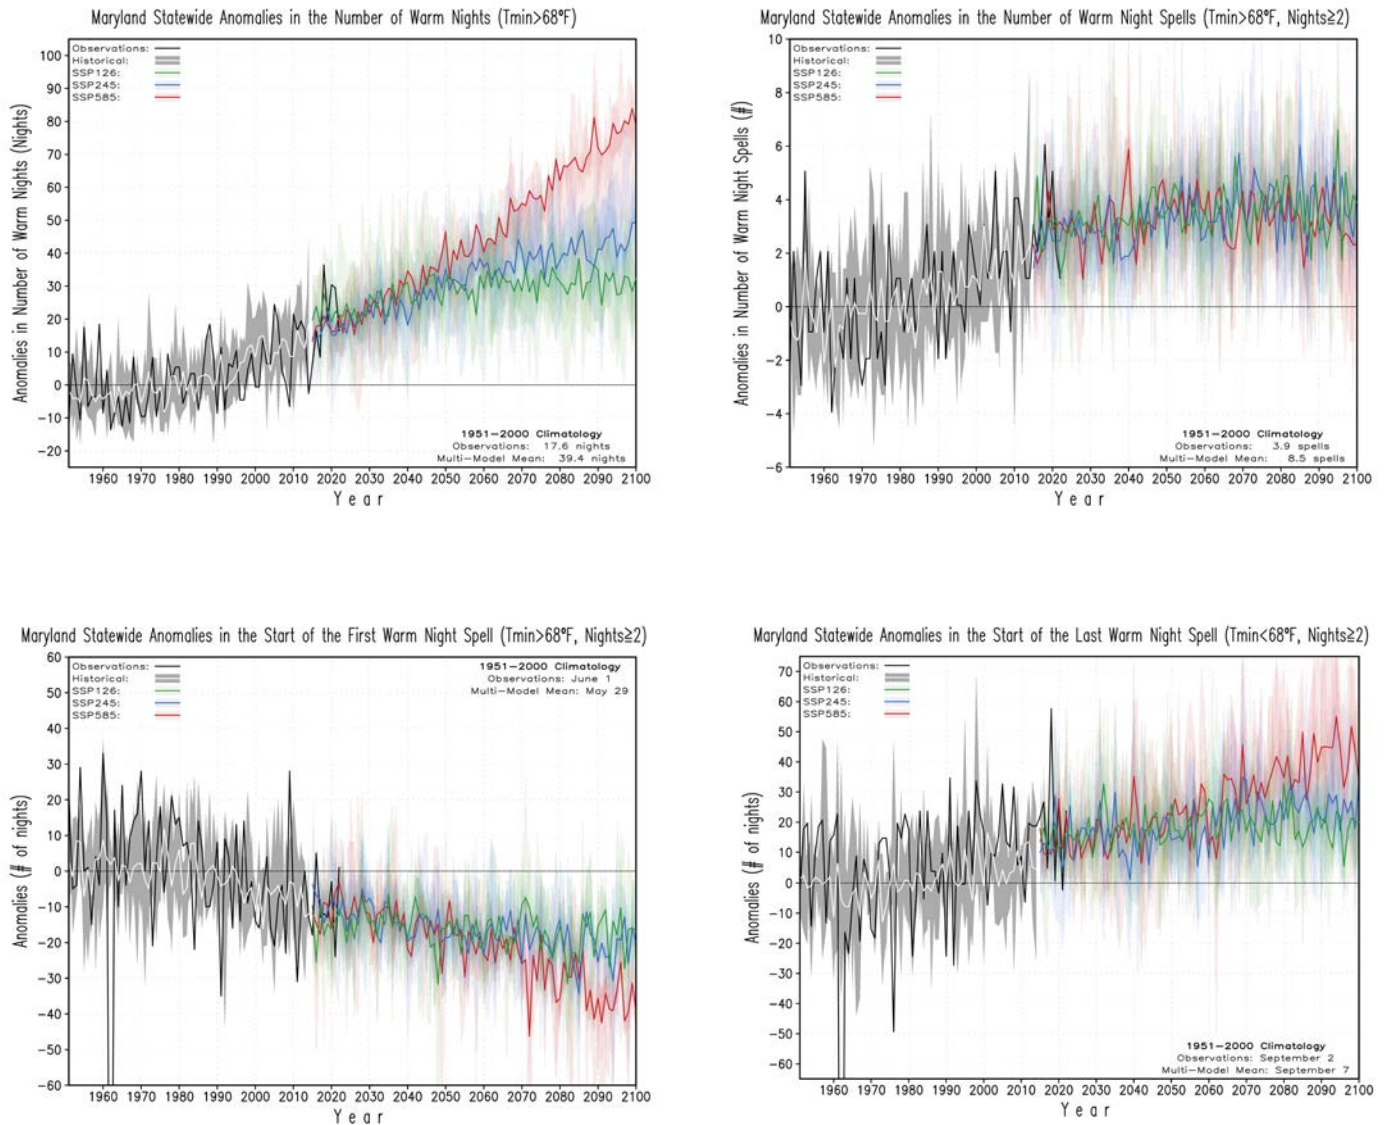 Maryland Statewide Anomalies in the Number of Warm Nights (Tmin>68ºF)
Observations:
Historical:
SSP126:
SSP245:
SSP585:
100
90
80
70
60
50
40
30
20
10
0
−10
−20
Anomalies in Number of Warm Nights (Nights)
1951−2000 Climatology
Observations: 17.6 nights
Multi−Model Mean: 39.4 nights
1960 1970 1980 1990 2000 2010 2020 2030 2040 2050 2060 2070 2080 2090 2100
Year
Maryland Statewide Anomalies in the Number of Warm Night Spells (Tmin>68ºF, Nights≧2)
Observations:
Historical:
SSP126:
SSP245:
SSP585:
10
8
6
4
2
0
−2
−4
−6
Anomalies in Number of Warm Night Spells (#)
1951−2000 Climatology
Observations: 3.9 spells
Multi−Model Mean: 8.5 spells
1960 1970 1980 1990 2000 2010 2020 2030 2040 2050 2060 2070 2080 2090 2100
Year
Maryland Statewide Anomalies in the Start of the First Warm Night Spell (Tmin>68ºF, Nights≧2)
Observations:
Historical:
SSP126:
SSP245:
SSP585:
1951−2000 Climatology
Observations: June 1
Multi−Model Mean: May 29
60
50
40
30
20
10
0
−10
−20
−30
−40
−50
−60
Anomalies (# of nights)
1960 1970 1980 1990 2000 2010 2020 2030 2040 2050 2060 2070 2080 2090 2100
Year
Maryland Statewide Anomalies in the Start of the Last Warm Night Spell (Tmin<68ºF, Nights≧2)
Observations:
Historical:
SSP126:
SSP245:
SSP585:
70
60
50
40
30
20
10
0
−10
−20
−30
−40
−50
−60
Anomalies (# of nights)
1951−2000 Climatology
Observations: September 2
Multi−Model Mean: September 7
1960 1970 1980 1990 2000 2010 2020 2030 2040 2050 2060 2070 2080 2090 2100
Year